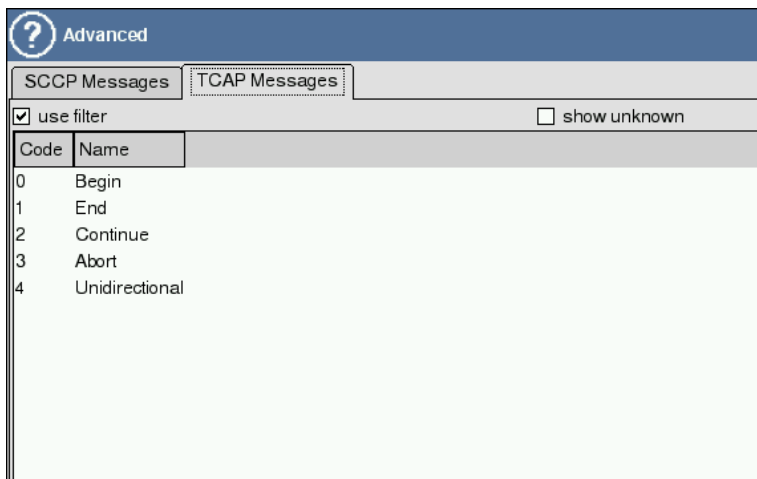 ? Advanced
SCCP Messages TCAP Messages
use filter show unknown
Code Name
0 Begin
1 End
2 Continue
3 Abort
4 Unidirectional